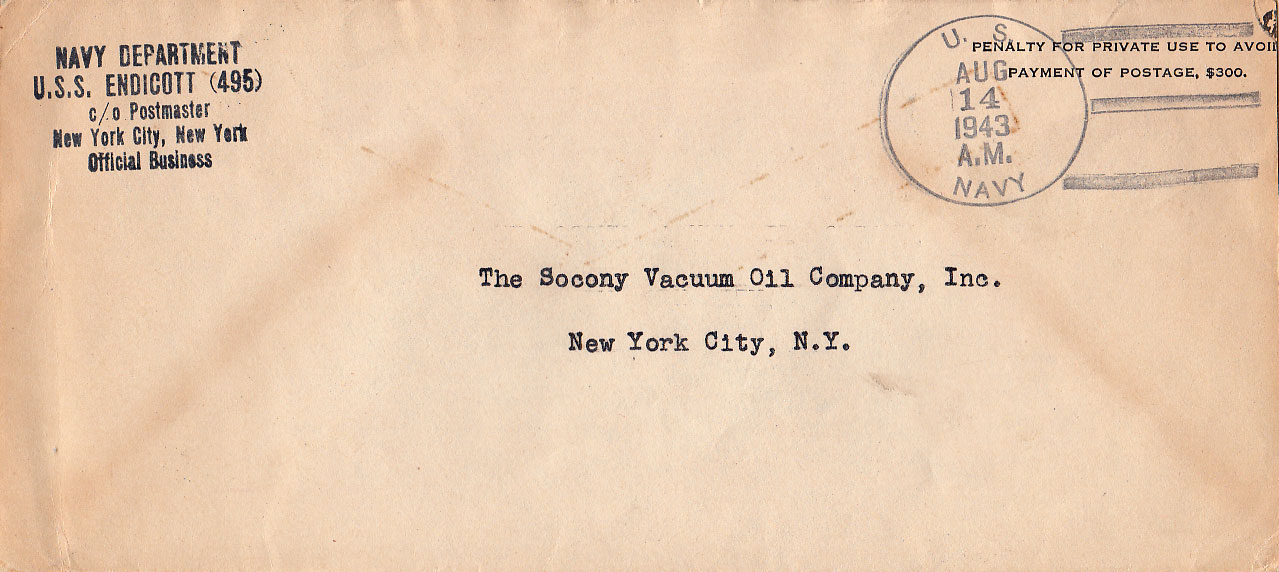 NAVY DEPARTMENT
U.S.S. ENDICOTT (495)
c/o Postmaster
New York City, New York
Official Business
U. S.
AUG
14
1943
A.M.
NAVY
PENALTY FOR PRIVATE USE TO AVOI
PAYMENT OF POSTAGE, $300.
The Socony Vacuum Oil Company, Inc.
New York City, N.Y.